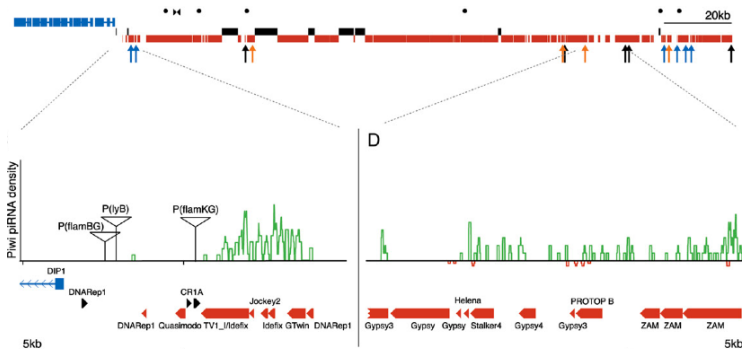 20kb
D
Piwi piRNA density
P(lyB)
P(flamBG)
P(flamKG)
DIP1
DNARep1
CR1A
Jockey2
DNARep1 Quasimodo TV1_I/Idefix Idefix GTwin DNARep1
Helena
PROTOP B
Gypsy3 Gypsy Gypsy Stalker4 Gypsy4 Gypsy3 ZAM ZAM ZAM
5kb
5kb